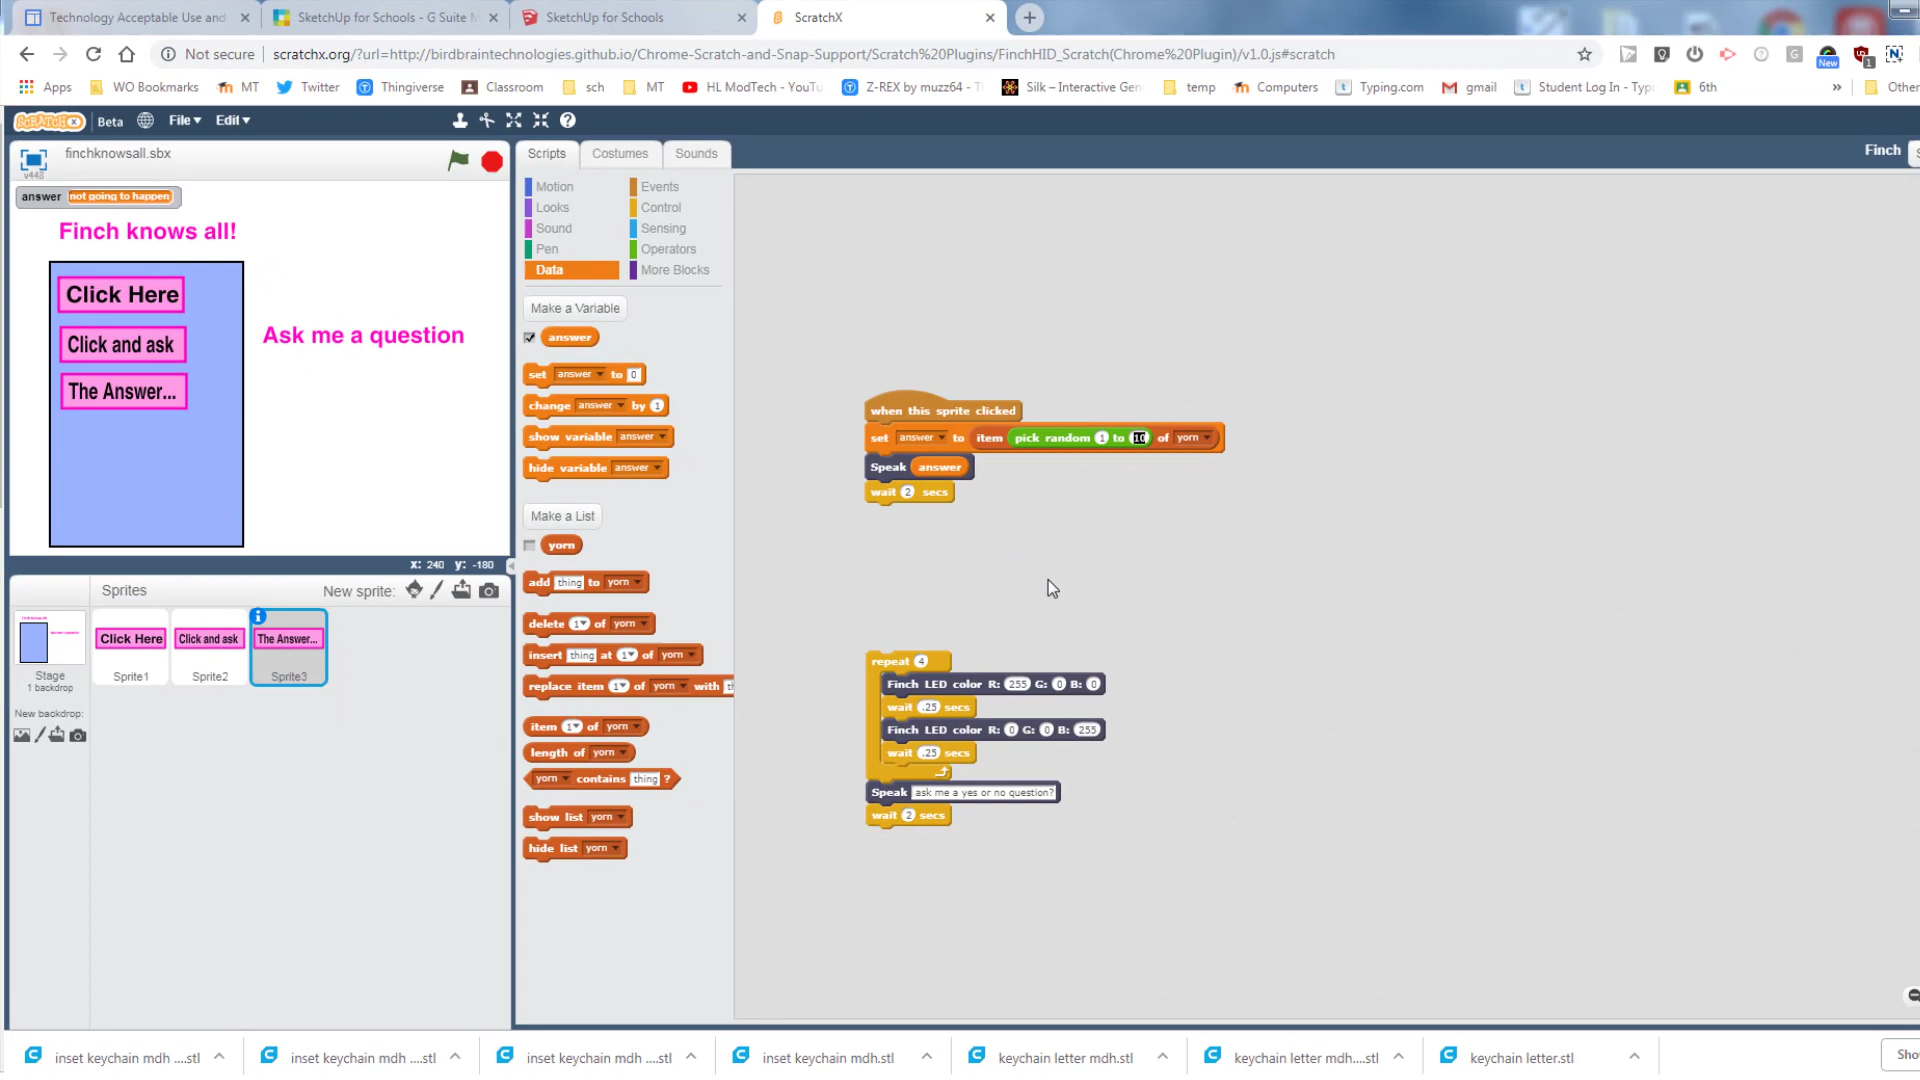 Technology Acceptable Use and
SketchUp for Schools - G Suite M
SketchUp for Schools
ScratchX
Not secure
scratchx.org/?url=http://birdbraintechnologies.github.io/Chrome-Scratch-and-Snap-Support/Scratch%20Plugins/FinchHID_Scratch(Chrome%20Plugin)/v1.0.js#scratch
New
1
Apps
WO Bookmarks
MT
Twitter
Thingiverse
Classroom
sch
MT
HL ModTech - YouTu
Z-REX by muzz64 - T
Silk – Interactive Gen
temp
Computers
Typing.com
gmail
Student Log In - Typi
6th
»
Other
SCRATCHX
Beta
File
Edit
finchknowsall.sbx
v448
answer not going to happen
Finch knows all!
Click Here
Click and ask
The Answer...
Ask me a question
x: 240 y: -180
Sprites
New sprite:
Stage
1 backdrop
New backdrop:
Click Here
Sprite1
Click and ask
Sprite2
The Answer...
Sprite3
Scripts
Costumes
Sounds
Finch
Motion
Events
Looks
Control
Sound
Sensing
Pen
Operators
Data
More Blocks
Make a Variable
answer
set answer to 0
change answer by 1
show variable answer
hide variable answer
Make a List
yorn
add thing to yorn
delete 1 of yorn
insert thing at 1 of yorn
replace item 1 of yorn with th
item 1 of yorn
length of yorn
yorn contains thing ?
show list yorn
hide list yorn
when this sprite clicked
set answer to item pick random 1 to 10 of yorn
Speak answer
wait 2 secs
repeat 4
Finch LED color R: 255 G: 0 B: 0
wait .25 secs
Finch LED color R: 0 G: 0 B: 255
wait .25 secs
Speak ask me a yes or no question?
wait 2 secs
inset keychain mdh ....stl
inset keychain mdh ....stl
inset keychain mdh ....stl
inset keychain mdh.stl
keychain letter mdh.stl
keychain letter mdh....stl
keychain letter.stl
Sho